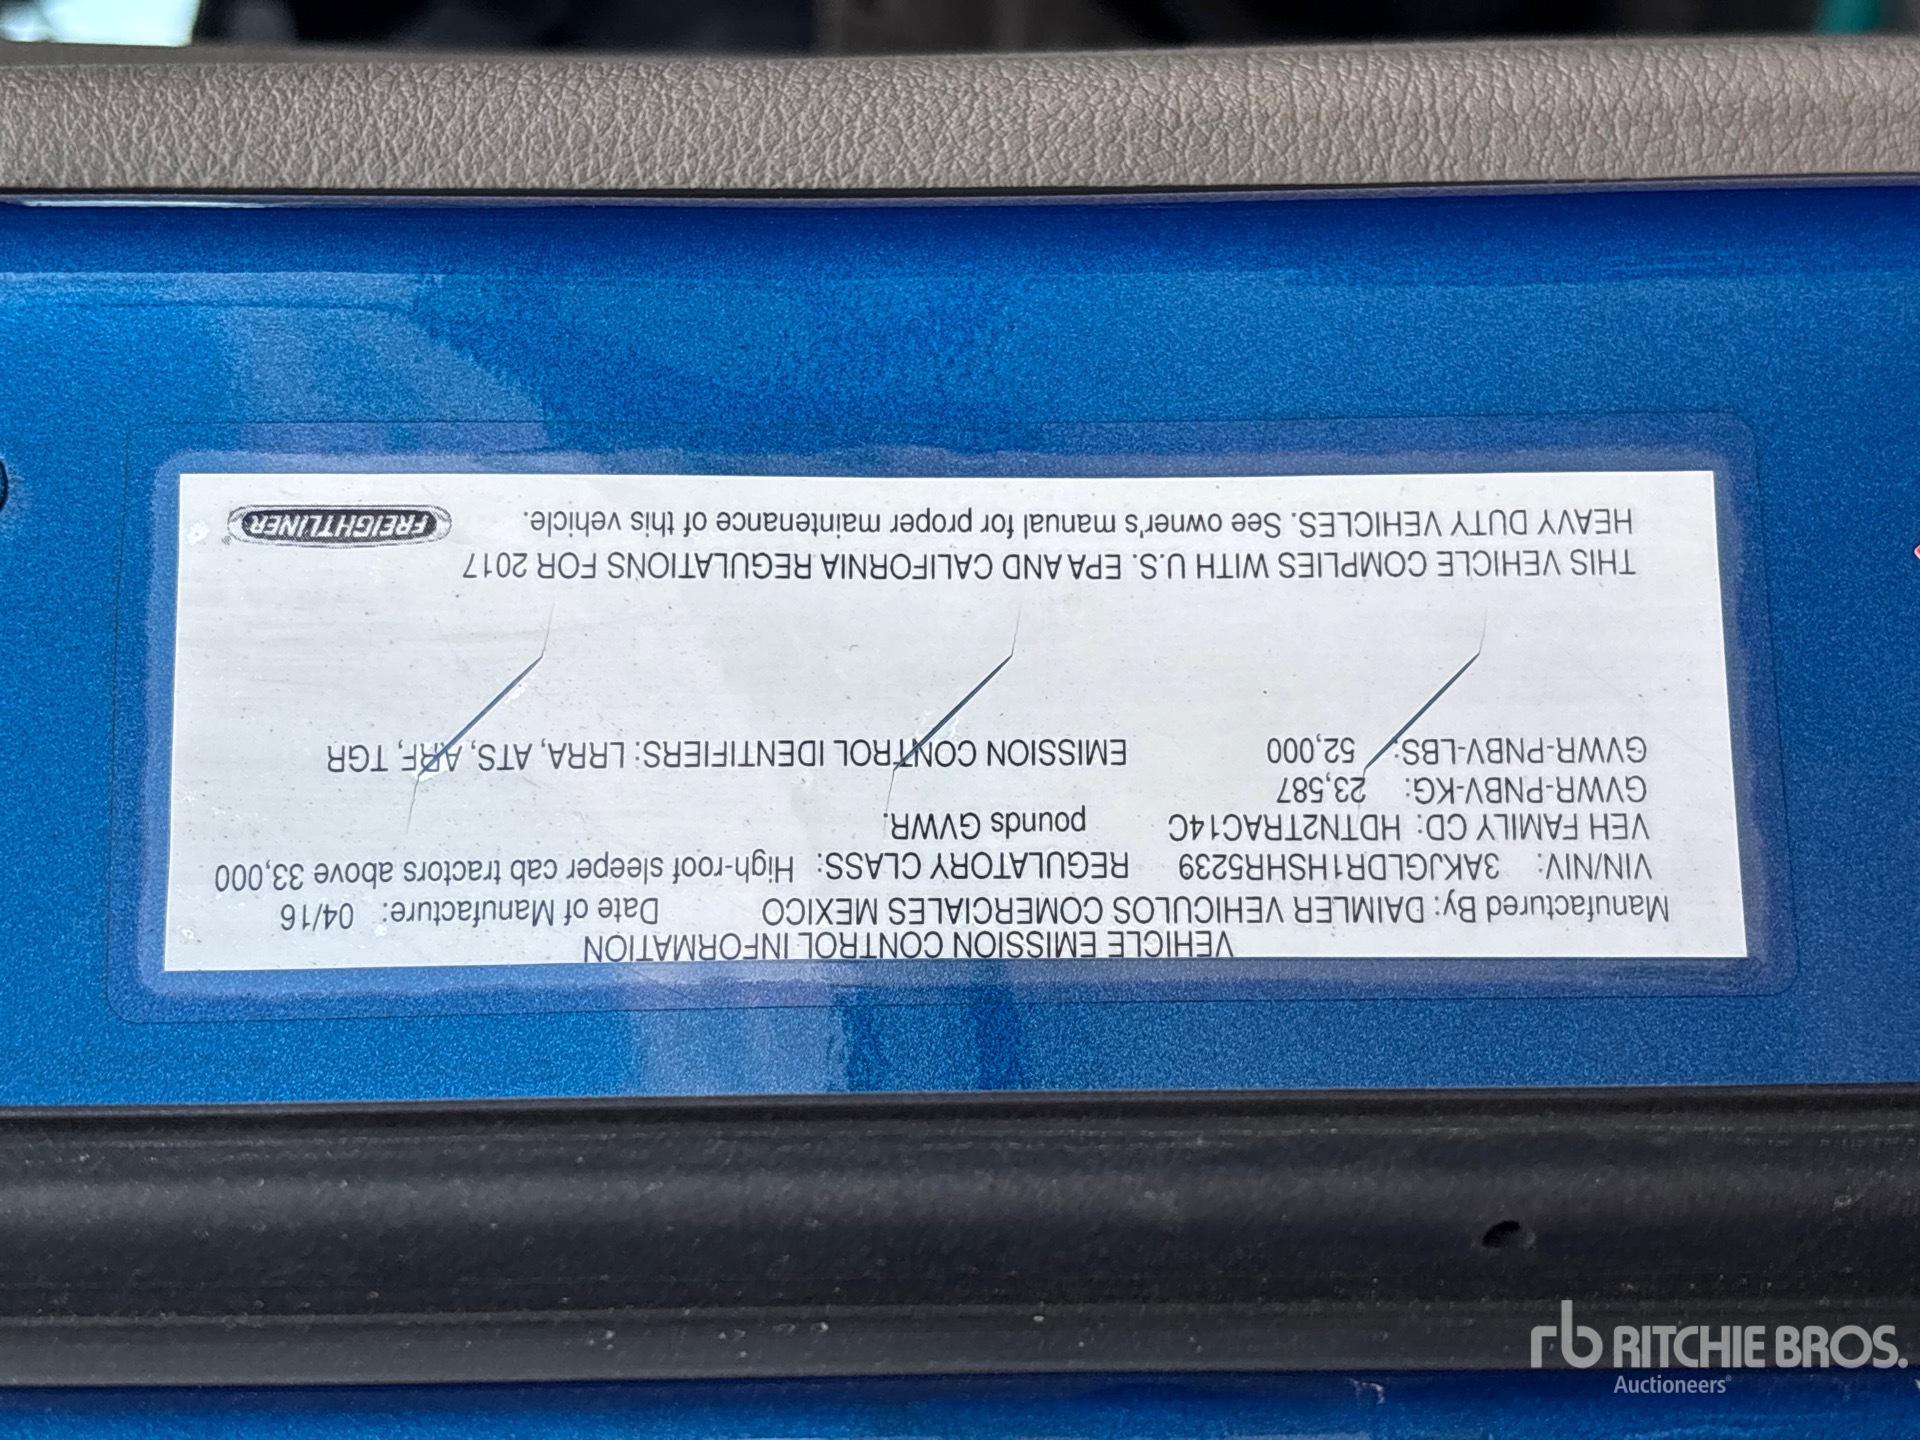 VEHICLE EMISSION CONTROL INFORMATION
Manufactured By: DAIMLER VEHICULOS COMERCIALES MEXICO Date of Manufacture: 04/16
VIN/NIV: 3AKJGLDR1HSHR5239 REGULATORY CLASS: High-roof sleeper cab tractors above 33,000
VEH FAMILY CD: HDTN2TRAC14C pounds GVWR.
GVWR-PNBV-KG: 23,587
GVWR-PNBV-LBS: 52,000 EMISSION CONTROL IDENTIFIERS: LRRA, ATS, ARF, TGR
THIS VEHICLE COMPLIES WITH U.S. EPA AND CALIFORNIA REGULATIONS FOR 2017
HEAVY DUTY VEHICLES. See owner's manual for proper maintenance of this vehicle.
FREIGHTLINER
rb RITCHIE BROS.
Auctioneers